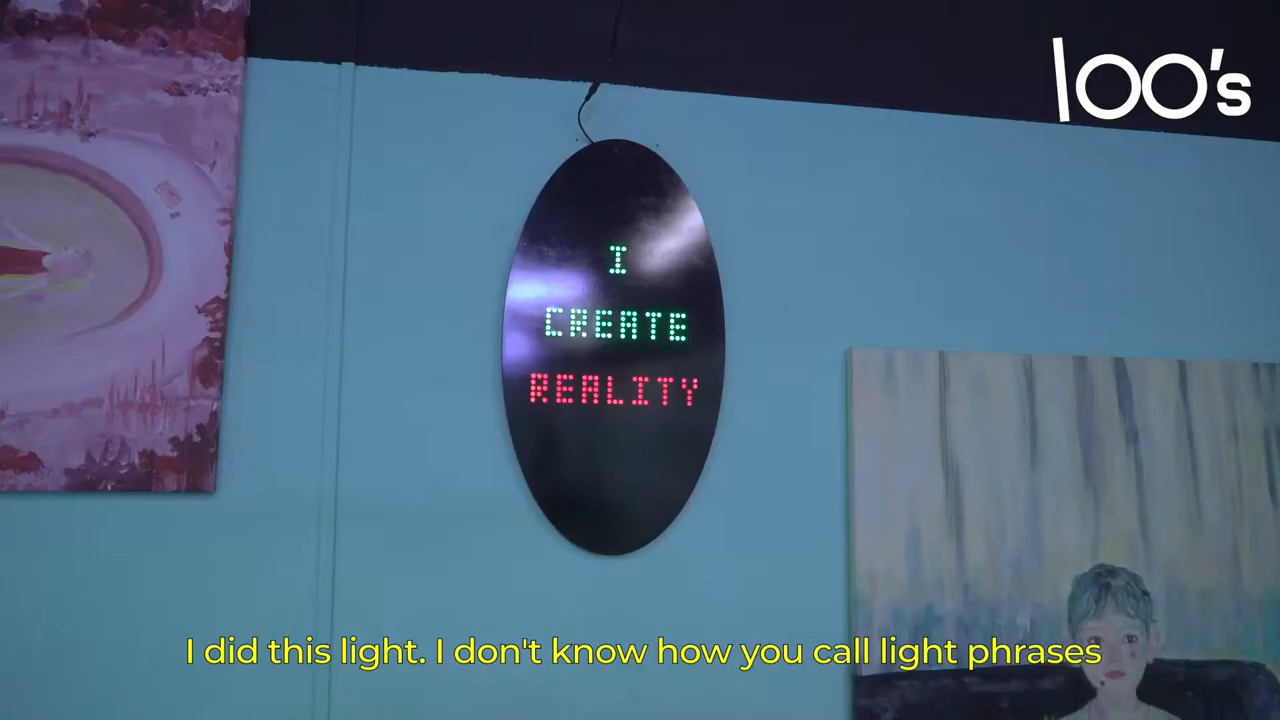 100's
I
CREATE
REALITY
I did this light. I don't know how you call light phrases